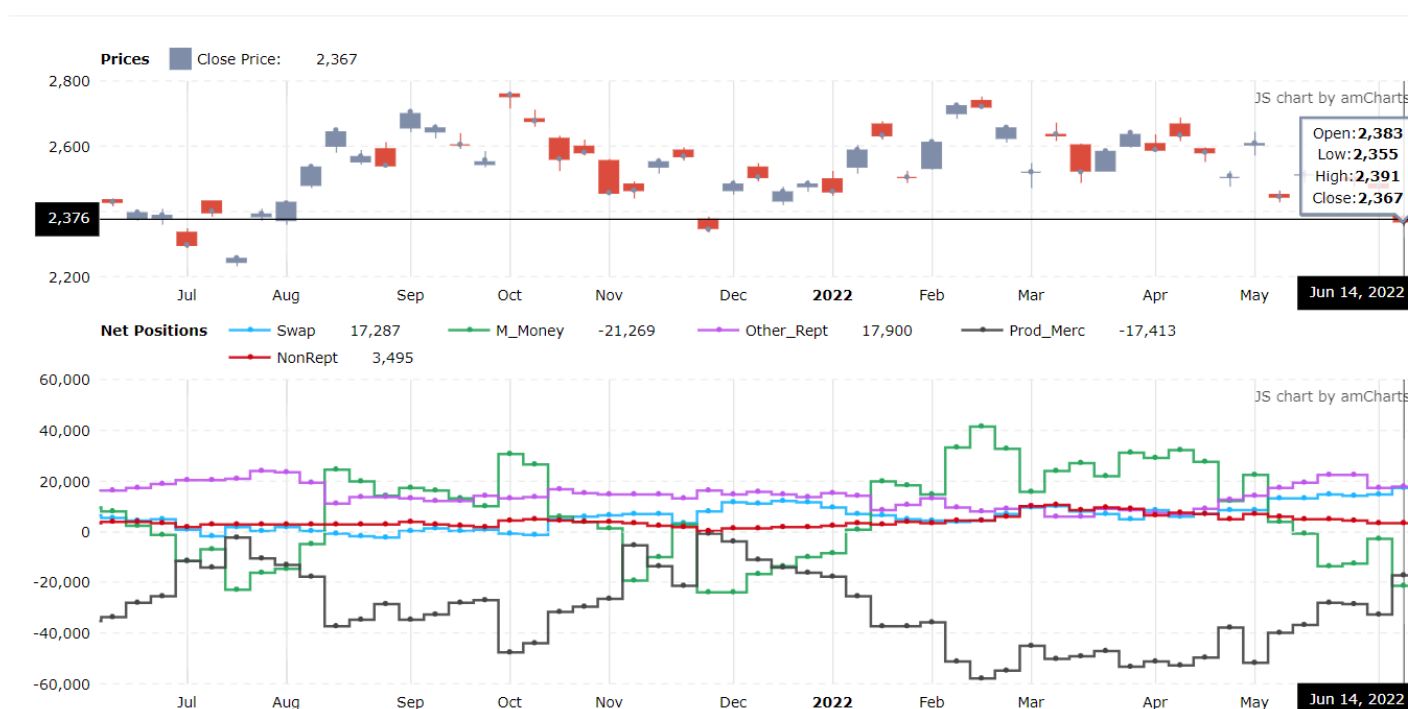 Prices Close Price: 2,367
2,800
JS chart by amCharts
Open:2,383
2,600
Low:2,355
High:2,391
Close:2,367
2,376
2,200
Jul Aug Sep Oct Nov Dec 2022 Feb Mar Apr May Jun 14, 2022
Net Positions Swap 17,287 M_Money -21,269 Other_Rept 17,900 Prod_Merc -17,413
NonRept 3,495
60,000
JS chart by amCharts
40,000
20,000
0
-20,000
-40,000
-60,000
Jul Aug Sep Oct Nov Dec 2022 Feb Mar Apr May Jun 14, 2022